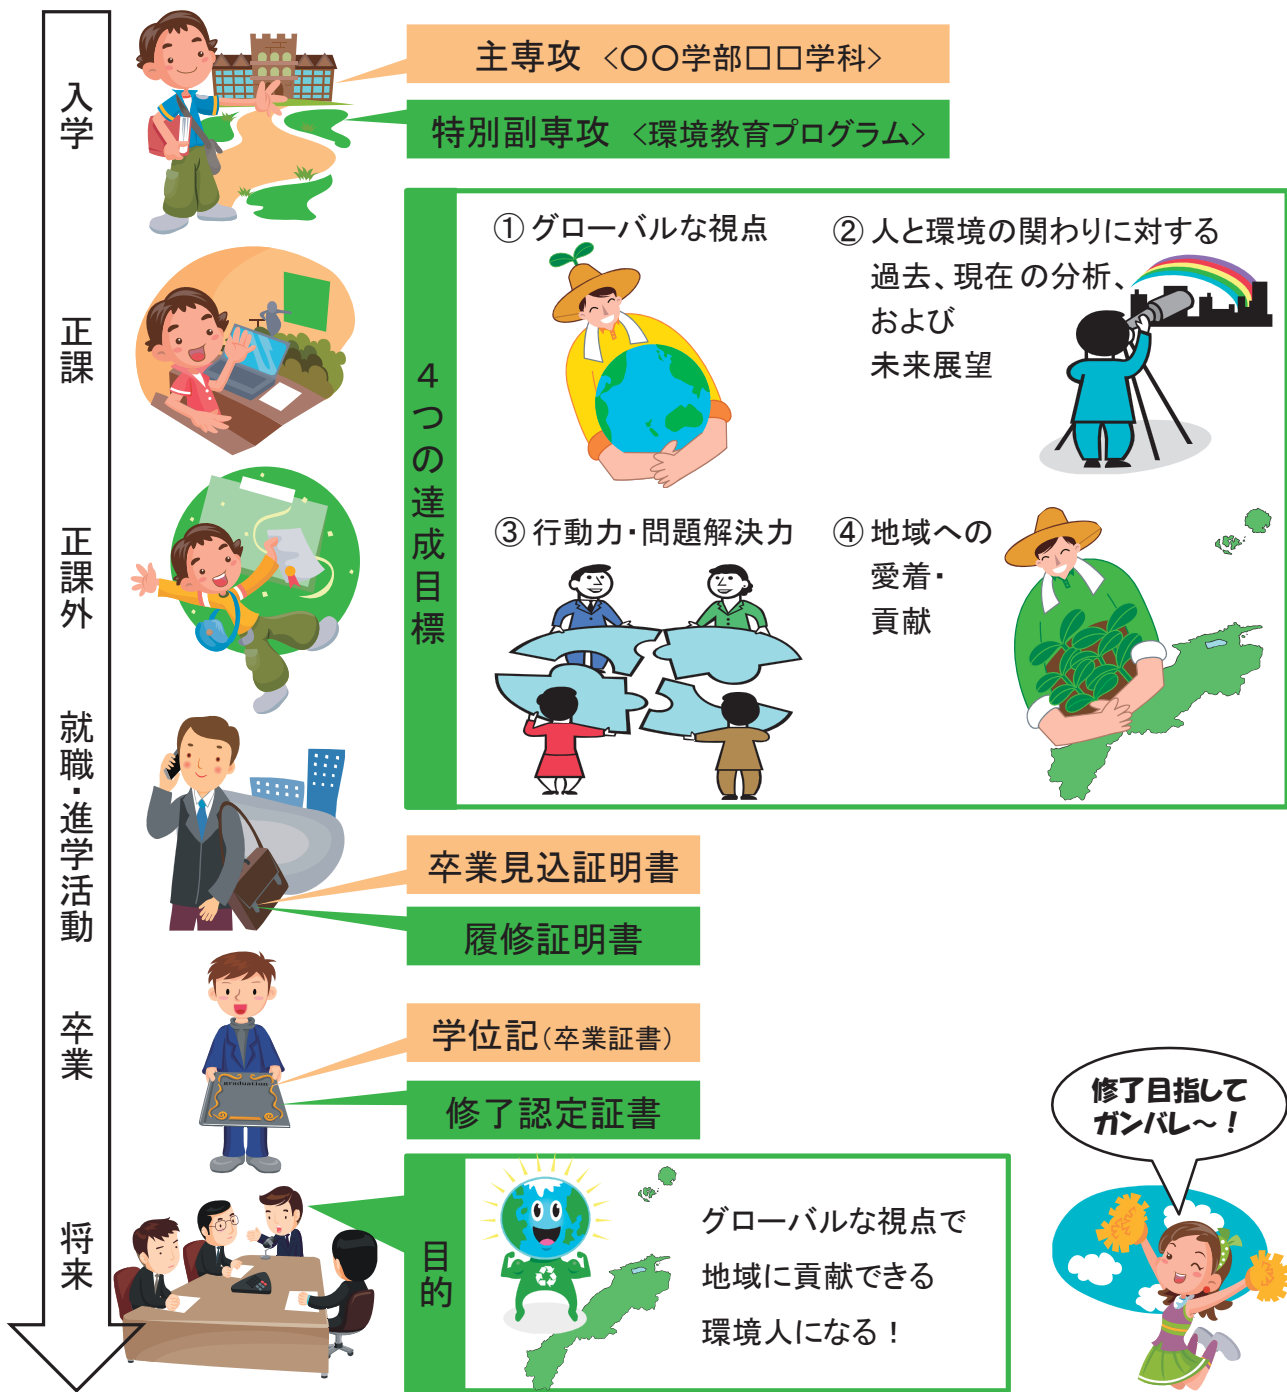 入学
主専攻 <〇〇学部□□学科>
特別副専攻 <環境教育プログラム>
正課
正課外
4つの達成目標
① グローバルな視点
② 人と環境の関わりに対する
過去、現在の分析、
および
未来展望
③ 行動力・問題解決力
④ 地域への
愛着・
貢献
就職・進学活動
卒業見込証明書
履修証明書
卒業
graduation
学位記(卒業証書)
修了認定証書
将来
目的
グローバルな視点で
地域に貢献できる
環境人になる！
修了目指して
ガンバレ～！